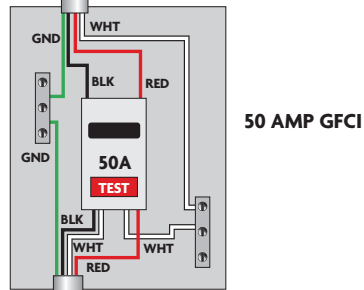 WHT
GND
BLK
RED
50 AMP GFCI
GND
50A
TEST
BLK
WHT
WHT
RED